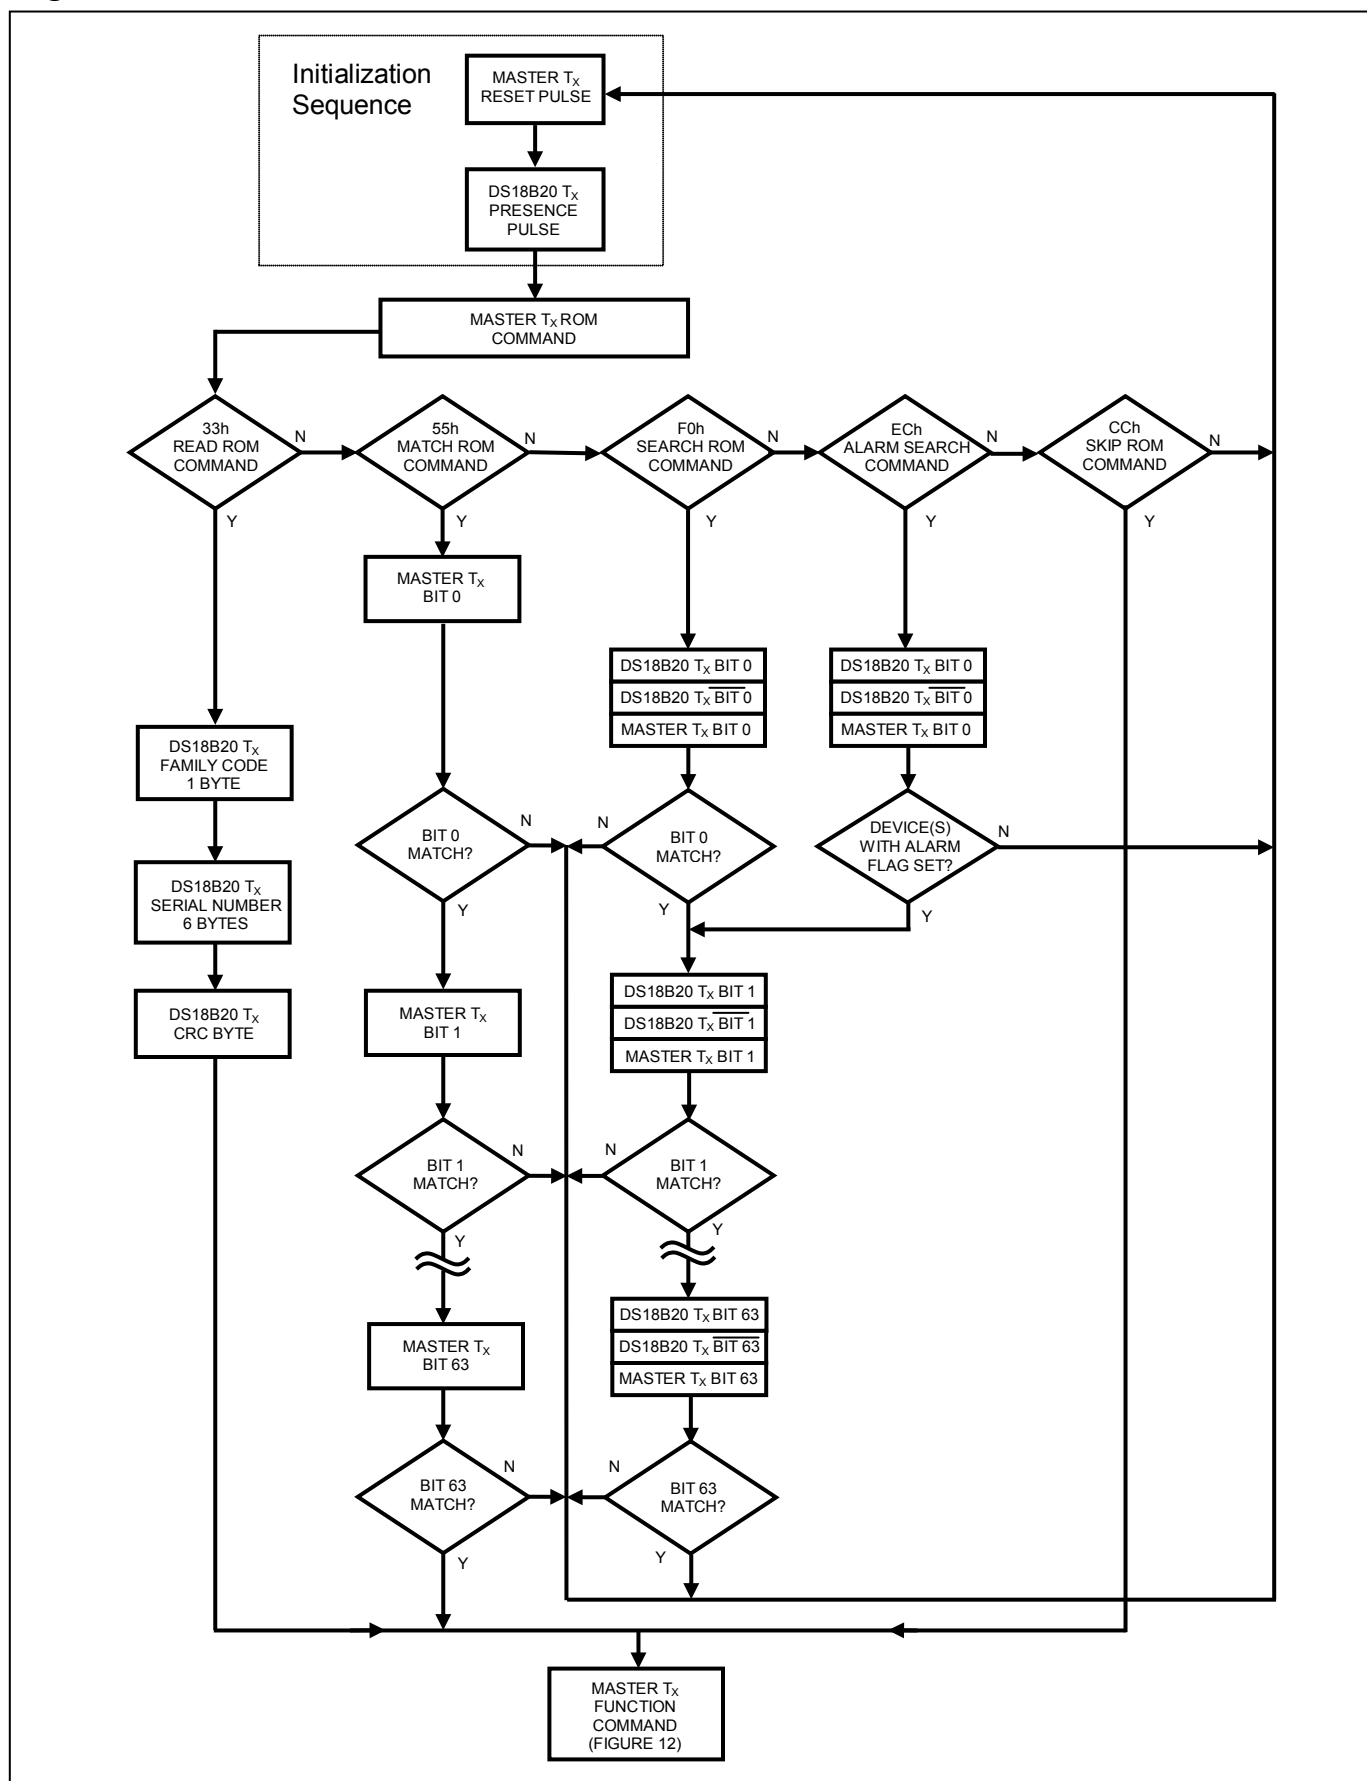 Initialization
Sequence
MASTER TX
RESET PULSE
DS18B20 TX
PRESENCE
PULSE
MASTER TX ROM
COMMAND
33h
READ ROM
COMMAND
N
Y
55h
MATCH ROM
COMMAND
N
Y
F0h
SEARCH ROM
COMMAND
N
Y
ECh
ALARM SEARCH
COMMAND
N
Y
CCh
SKIP ROM
COMMAND
N
Y
MASTER TX
BIT 0
DS18B20 TX BIT 0
DS18B20 TX BIT 0
MASTER TX BIT 0
DS18B20 TX BIT 0
DS18B20 TX BIT 0
MASTER TX BIT 0
DS18B20 TX
FAMILY CODE
1 BYTE
DS18B20 TX
SERIAL NUMBER
6 BYTES
DS18B20 TX
CRC BYTE
BIT 0
MATCH?
N
Y
N
BIT 0
MATCH?
Y
DEVICE(S)
WITH ALARM
FLAG SET?
N
Y
MASTER TX
BIT 1
DS18B20 TX BIT 1
DS18B20 TX BIT 1
MASTER TX BIT 1
BIT 1
MATCH?
N
Y
N
BIT 1
MATCH?
Y
MASTER TX
BIT 63
DS18B20 TX BIT 63
DS18B20 TX BIT 63
MASTER TX BIT 63
BIT 63
MATCH?
N
Y
N
BIT 63
MATCH?
Y
MASTER TX
FUNCTION
COMMAND
(FIGURE 12)